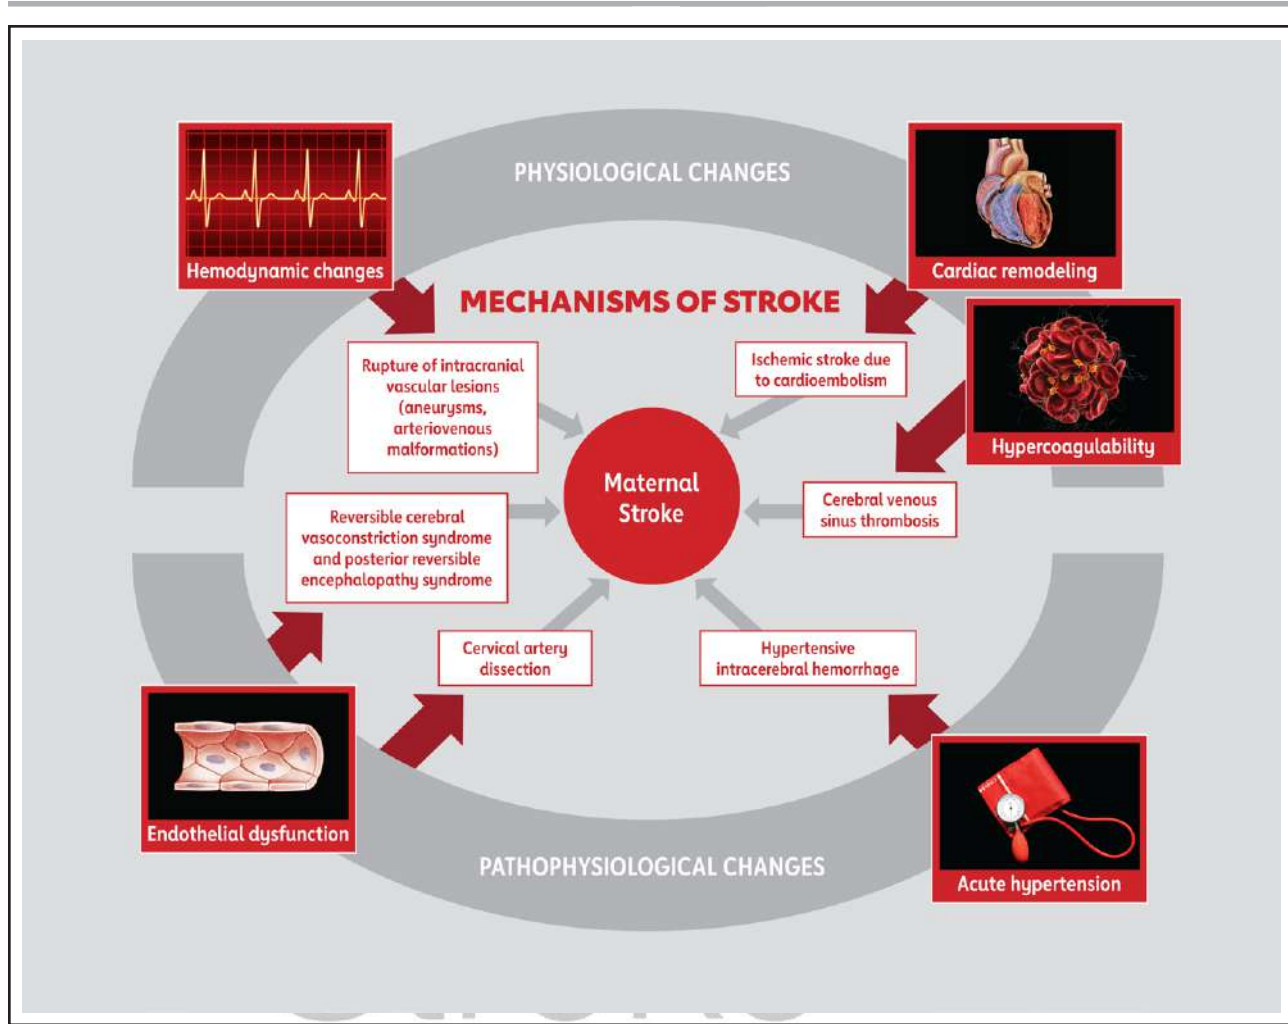 PHYSIOLOGICAL CHANGES
Hemodynamic changes
Cardiac remodeling
MECHANISMS OF STROKE
Rupture of intracranial
vascular lesions
(aneurysms,
arteriovenous
malformations)
Ischemic stroke due
to cardioembolism
Hypercoagulability
Maternal
Stroke
Reversible cerebral
vasoconstriction syndrome
and posterior reversible
encephalopathy syndrome
Cerebral venous
sinus thrombosis
Cervical artery
dissection
Hypertensive
intracerebral hemorrhage
Endothelial dysfunction
PATHOPHYSIOLOGICAL CHANGES
Acute hypertension